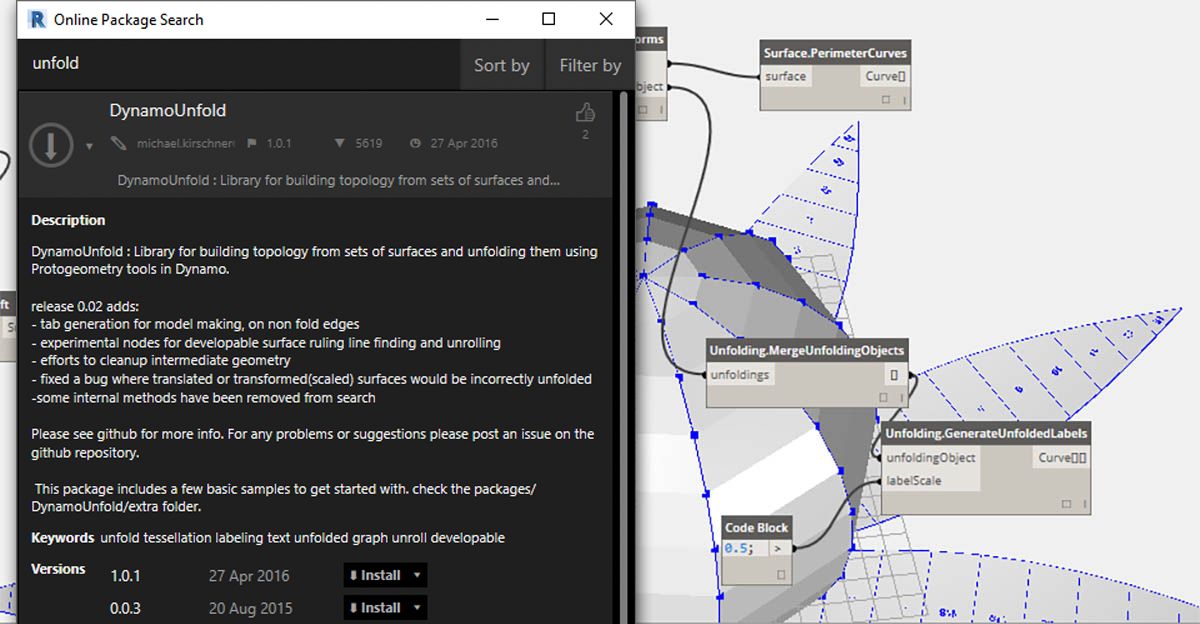 Online Package Search
unfold
Sort by
Filter by
DynamoUnfold
michael.kirschner
1.0.1
5619
27 Apr 2016
2
DynamoUnfold : Library for building topology from sets of surfaces and...
Description
DynamoUnfold : Library for building topology from sets of surfaces and unfolding them using
Protogeometry tools in Dynamo.
release 0.02 adds:
- tab generation for model making, on non fold edges
- experimental nodes for developable surface ruling line finding and unrolling
- efforts to cleanup intermediate geometry
- fixed a bug where translated or transformed(scaled) surfaces would be incorrectly unfolded
-some internal methods have been removed from search
Please see github for more info. For any problems or suggestions please post an issue on the
github repository.
This package includes a few basic samples to get started with. check the packages/
DynamoUnfold/extra folder.
Keywords unfold tessellation labeling text unfolded graph unroll developable
Versions
1.0.1 27 Apr 2016 Install
0.0.3 20 Aug 2015 Install
orms
bject
Surface.PerimeterCurves
surface
Curve[]
Unfolding.MergeUnfoldingObjects
unfoldings
[]
Unfolding.GenerateUnfoldedLabels
unfoldingObject
Curve[][]
labelScale
Code Block
0.5; >
ft